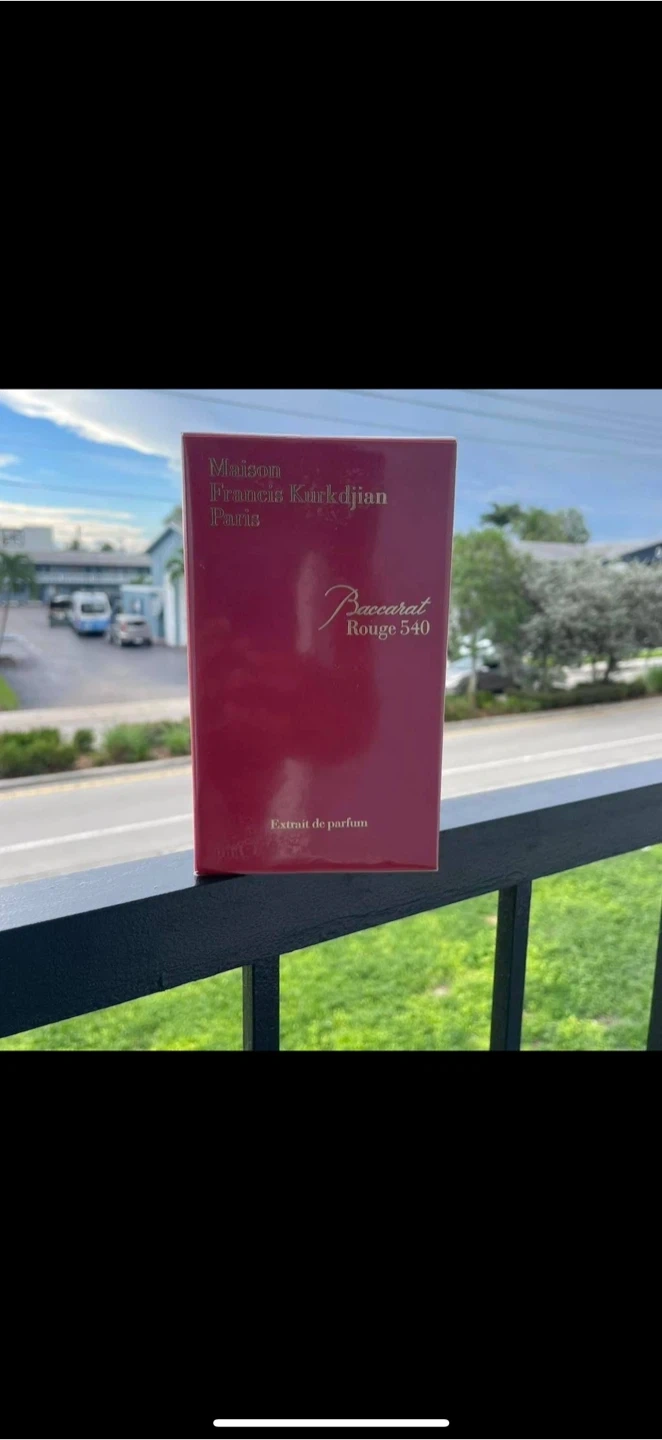 Maison
Francis Kurkdjian
Paris
Baccarat
Rouge 540
Extrait de parfum